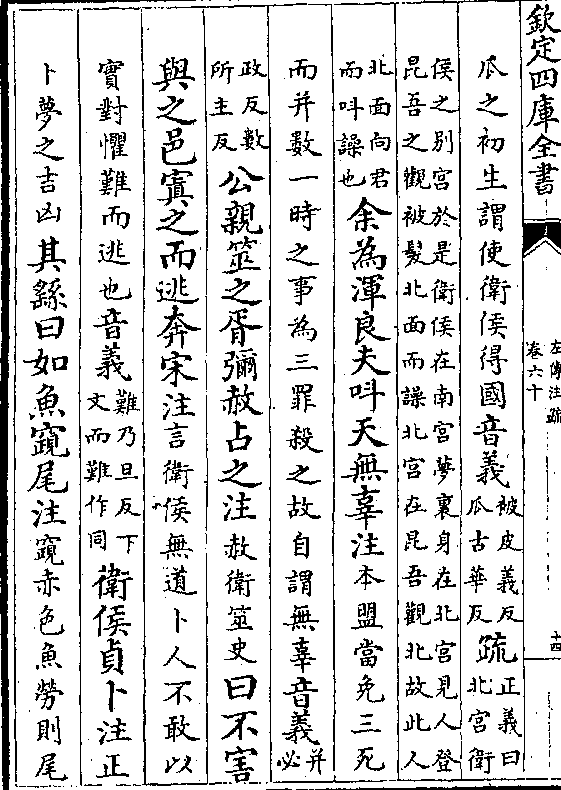 欽定四庫全書
左傳注疏
卷六十
十四
瓜之初生謂使衛侯得國音義被皮義反瓜古華反疏正義曰北宮衛
侯之别宮於是衛侯在南宮夢裏身在北宮見人登
昆吾之觀被髮北面而譟北宮在昆吾觀北故此人
北面向君而呌譟也余為渾良夫呌天無辜注本盟當免三死
而并數一時之事為三罪殺之故自謂無辜音義并必
政反數所主反公親筮之胥彌赦占之注赦衛筮史曰不害
與之邑寘之而逃奔宋注言衛侯無道卜人不敢以
實對懼難而逃也音義難乃旦反下文而難作同衛侯貞卜注正
卜夢之吉凶其繇曰如魚竀尾注竀赤色魚勞則尾